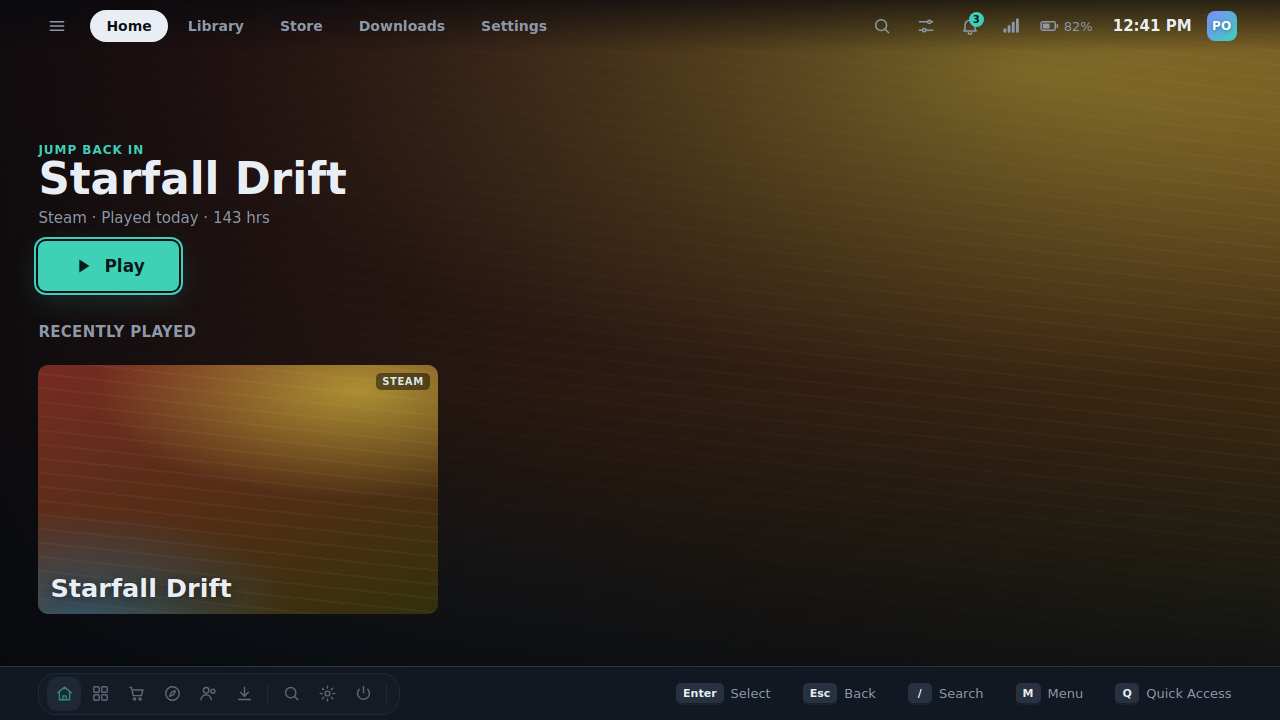 Home Library Store Downloads Settings 3 82% 12:41 PM PO
JUMP BACK IN
Starfall Drift
Steam · Played today · 143 hrs
Play
RECENTLY PLAYED
STEAM
Starfall Drift
Enter Select Esc Back / Search M Menu Q Quick Access